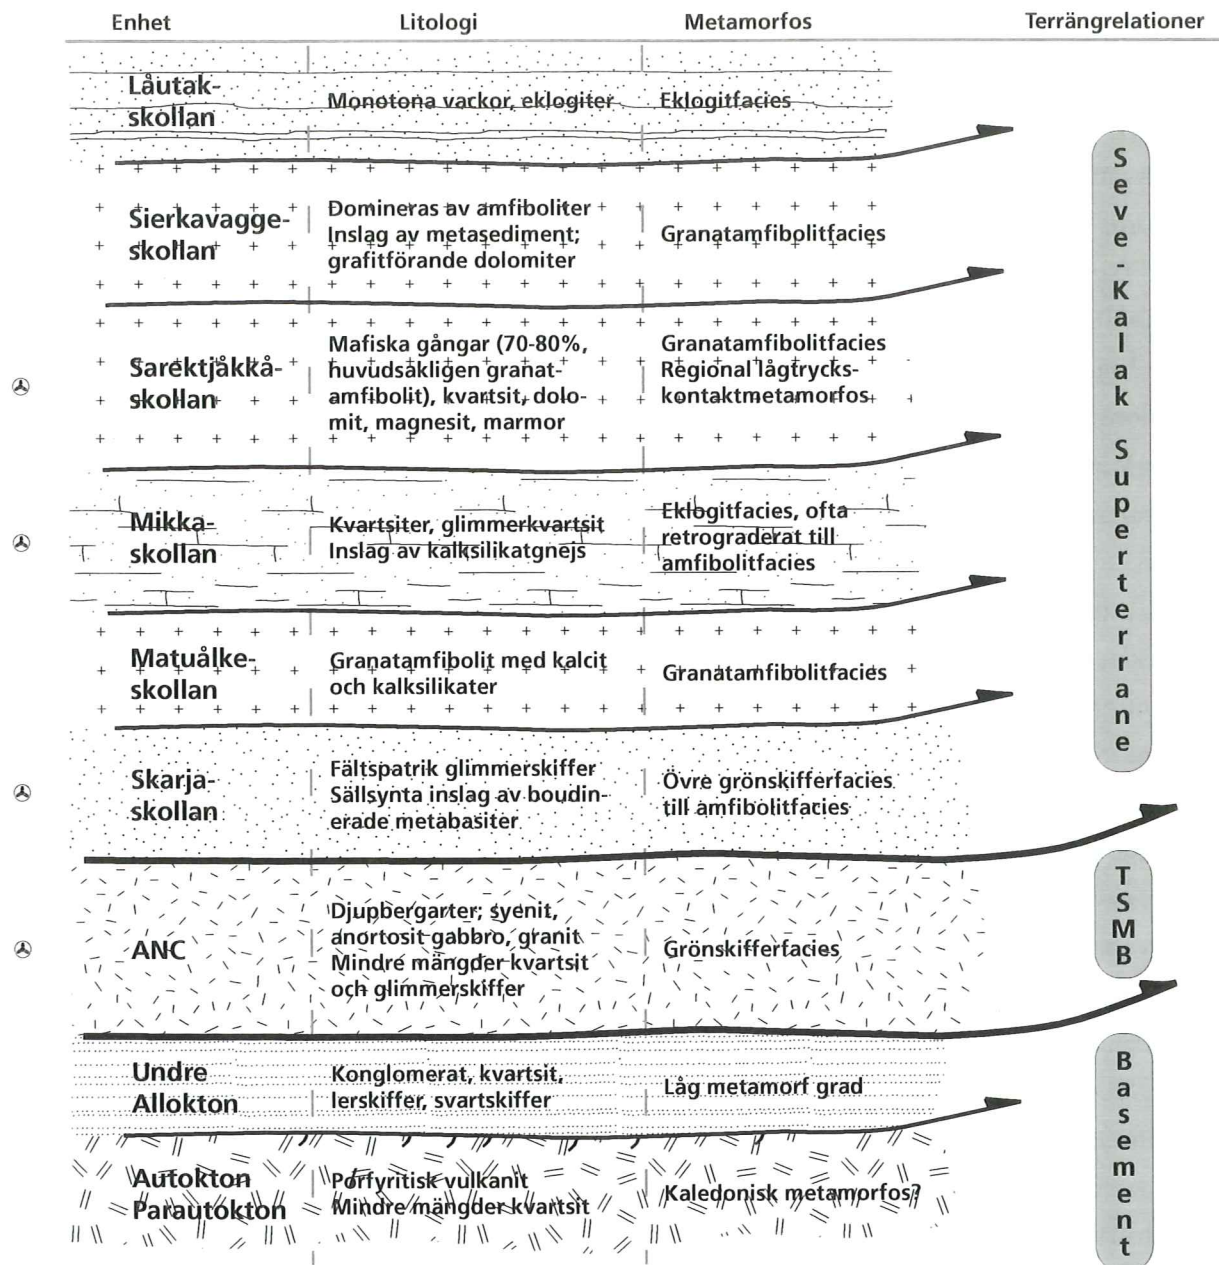 Enhet Litologi Metamorfos Terrängrelationer
Låutak-
skollan
Monotona vackor, eklogiter
Eklogitfacies
Sierkavagge-
skollan
Domineras av amfiboliter
Inslag av metasediment;
grafitförande dolomiter
Granatamfibolitfacies
Sarektjåkkå-
skollan
Mafiska gångar (70-80%,
huvudsakligen granat-
amfibolit), kvartsit, dolo-
mit, magnesit, marmor
Granatamfibolitfacies
Regional lågtrycks-
kontaktmetamorfos
Mikka-
skollan
Kvartsiter, glimmerkvartsit
Inslag av kalksilikatgnejs
Eklogitfacies, ofta
retrograderat till
amfibolitfacies
Matuålke-
skollan
Granatamfibolit med kalcit
och kalksilikater
Granatamfibolitfacies
Skarja-
skollan
Fältspatrik glimmerskiffer
Sällsynta inslag av boudin-
erade metabasiter
Övre grönskifferfacies
till amfibolitfacies
Seve-Kalak Superterrane
ANC
Djupbergarter; syenit,
anortosit-gabbro, granit
Mindre mängder kvartsit
och glimmerskiffer
Grönskifferfacies
TSMB
Undre
Allokton
Konglomerat, kvartsit,
lerskiffer, svartskiffer
Låg metamorf grad
Autokton
Parautokton
Porfyritisk vulkanit
Mindre mängder kvartsit
Kaledonisk metamorfos?
Basement